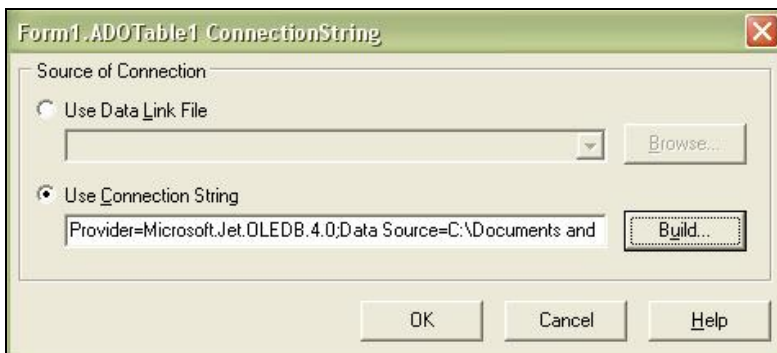 Form1.ADOTable1 ConnectionString
Source of Connection
Use Data Link File
Browse...
Use Connection String
Provider=Microsoft.Jet.OLEDB.4.0;Data Source=C:\Documents and
Build...
OK Cancel Help